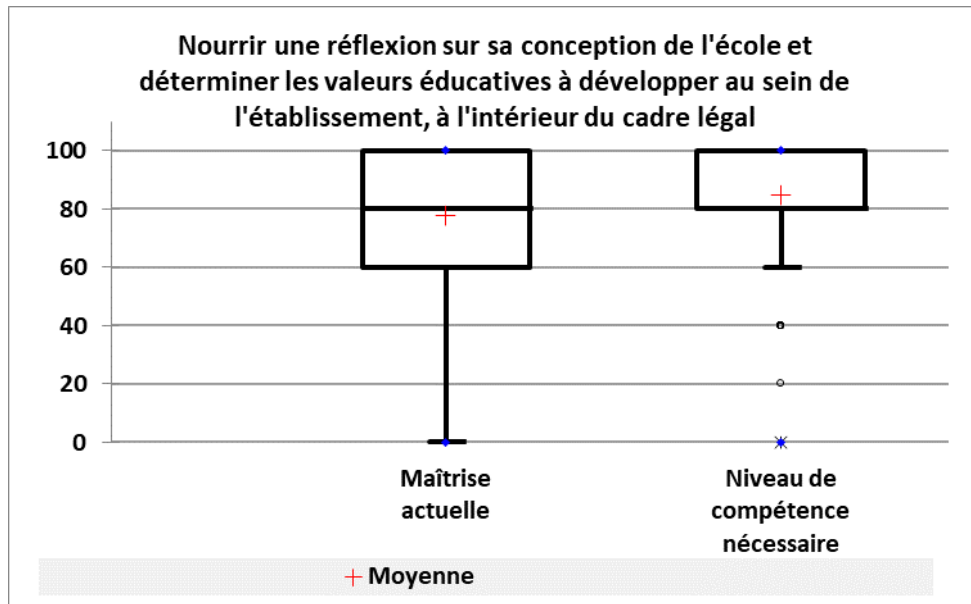 Nourrir une réflexion sur sa conception de l'école et
déterminer les valeurs éducatives à développer au sein de
l'établissement, à l'intérieur du cadre légal
100
80
60
40
20
0
Maîtrise
actuelle
Niveau de
compétence
nécessaire
Moyenne